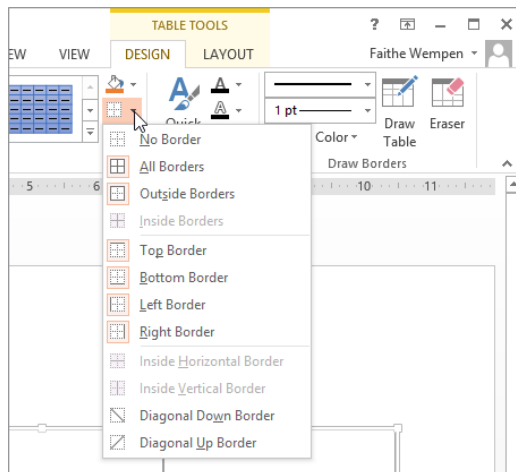 TABLE TOOLS
?
EW VIEW DESIGN LAYOUT Faithe Wempen
A A
A
1 pt
Quick Color Draw Table Eraser
Draw Borders
5 6 10 11
No Border
All Borders
Outside Borders
Inside Borders
Top Border
Bottom Border
Left Border
Right Border
Inside Horizontal Border
Inside Vertical Border
Diagonal Down Border
Diagonal Up Border